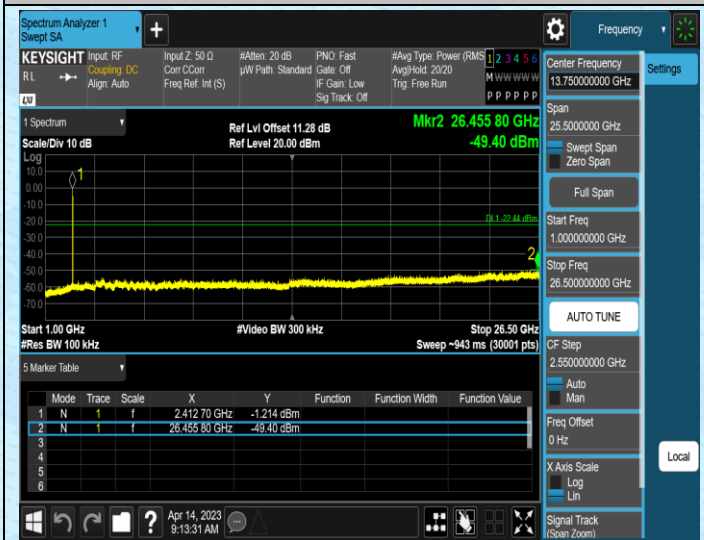 Spectrum Analyzer 1
Swept SA
Frequency
KEYSIGHT
RL
LXI
Input: RF
Coupling: DC
Align: Auto
Input Z: 50 Ω
Corr CCorr
Freq Ref: Int (S)
#Atten: 20 dB
µW Path: Standard
PNO: Fast
Gate: Off
IF Gain: Low
Sig Track: Off
#Avg Type: Power (RMS
Avg|Hold: 20/20
Trig: Free Run
1 2 3 4 5 6
M W W W W W
P P P P P P
1 Spectrum
Scale/Div 10 dB
Log
Ref Lvl Offset 11.28 dB
Ref Level 20.00 dBm
Mkr2 26.455 80 GHz
-49.40 dBm
10.0
0.00
-10.0
-20.0
-30.0
-40.0
-50.0
-60.0
-70.0
1
DL1 -22.44 dBm
2
Start 1.00 GHz
#Res BW 100 kHz
#Video BW 300 kHz
Stop 26.50 GHz
Sweep ~943 ms (30001 pts)
5 Marker Table
Mode Trace Scale X Y Function Function Width Function Value
1 N 1 f 2.412 70 GHz -1.214 dBm
2 N 1 f 26.455 80 GHz -49.40 dBm
3
4
5
6
Apr 14, 2023
9:13:31 AM
Center Frequency
13.750000000 GHz
Settings
Span
25.5000000 GHz
Swept Span
Zero Span
Full Span
Start Freq
1.000000000 GHz
Stop Freq
26.500000000 GHz
AUTO TUNE
CF Step
2.550000000 GHz
Auto
Man
Freq Offset
0 Hz
X Axis Scale
Log
Lin
Signal Track
(Span Zoom)
Local